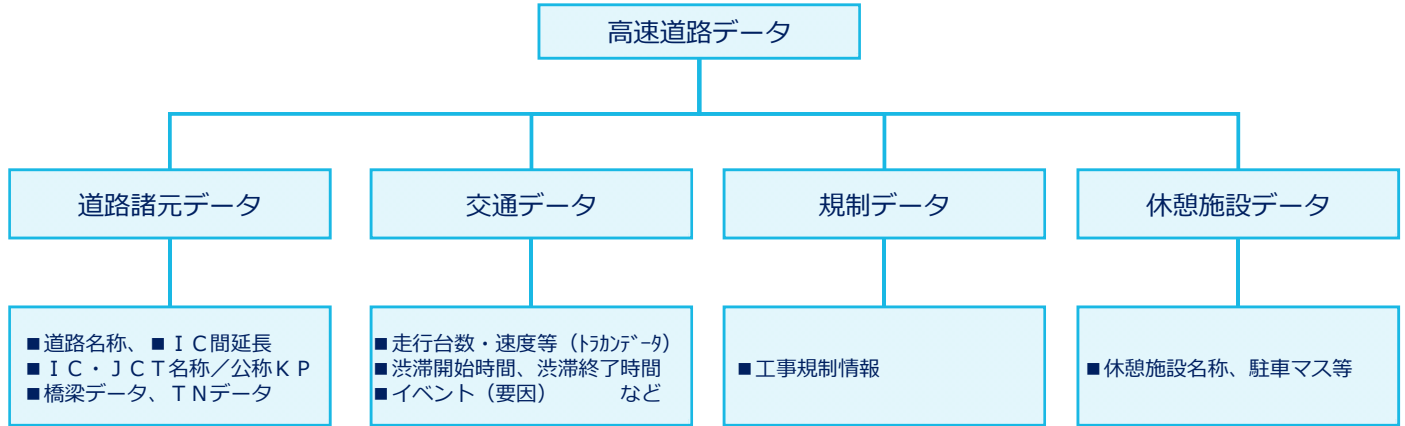 高速道路データ
道路諸元データ
交通データ
規制データ
休憩施設データ
■道路名称、■ＩＣ間延長
■ＩＣ・ＪＣＴ名称／公称ＫＰ
■橋梁データ、ＴＮデータ
■走行台数・速度等（ﾄﾗｶﾝﾃﾞｰﾀ）
■渋滞開始時間、渋滞終了時間
■イベント（要因）　　　など
■工事規制情報
■休憩施設名称、駐車マス等